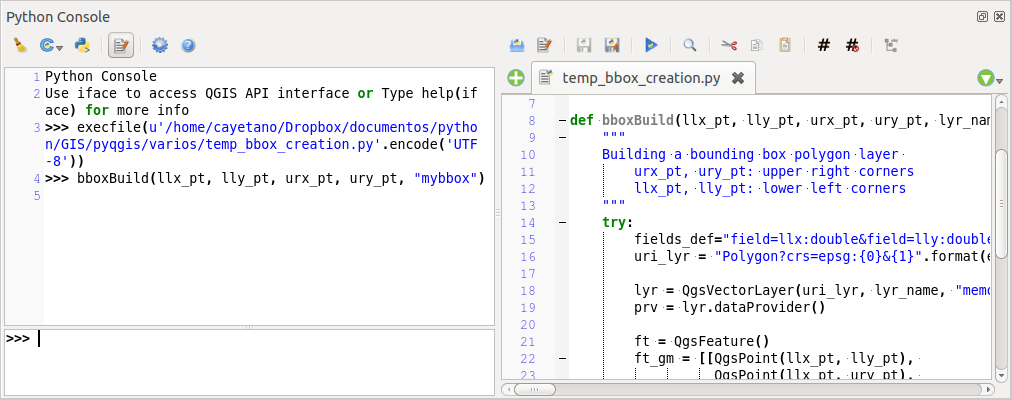 Python Console
1 Python Console
2 Use iface to access QGIS API interface or Type help(if
ace) for more info
3 >>> execfile(u'/home/cayetano/Dropbox/documentos/pytho
n/GIS/pyqgis/varios/temp_bbox_creation.py'.encode('UTF
-8'))
4 >>> bboxBuild(llx_pt, lly_pt, urx_pt, ury_pt, "mybbox")
5
>>>
temp_bbox_creation.py
7
8 def bboxBuild(llx_pt, lly_pt, urx_pt, ury_pt, lyr_nam
9 """
10 Building a bounding box polygon layer
11 urx_pt, ury_pt: upper right corners
12 llx_pt, lly_pt: lower left corners
13 """
14 try:
15 fields_def="field=llx:double&field=lly:double
16 uri_lyr = "Polygon?crs=epsg:{0}&{1}".format(e
17
18 lyr = QgsVectorLayer(uri_lyr, lyr_name, "memo
19 prv = lyr.dataProvider()
20
21 ft = QgsFeature()
22 ft_gm = [[QgsPoint(llx_pt, lly_pt),
23 QgsPoint(llx_pt, ury_pt),